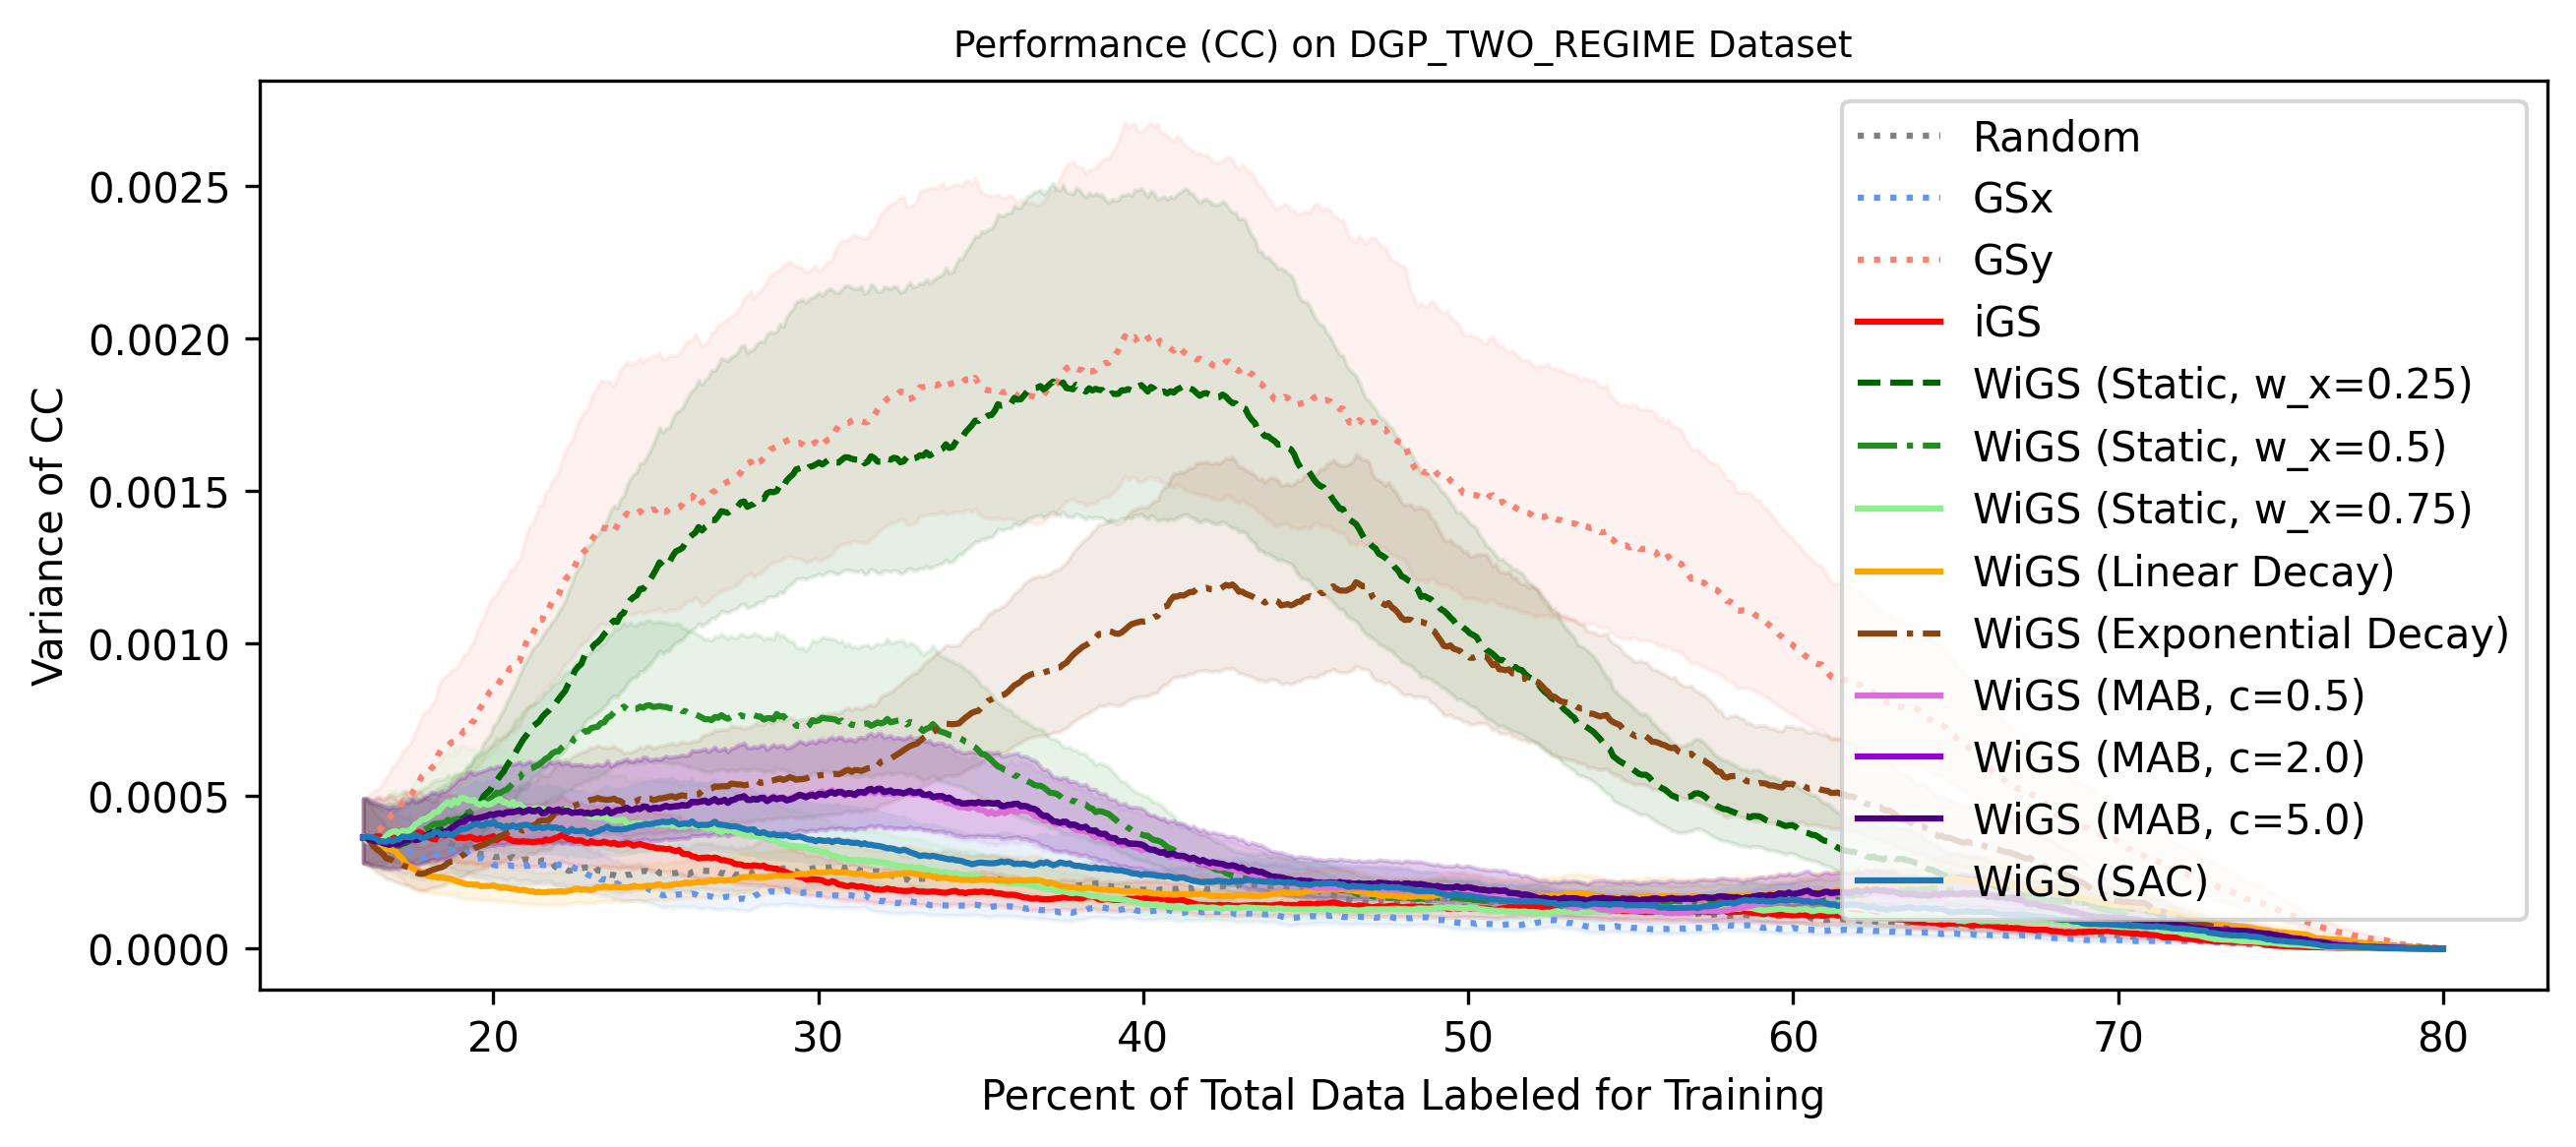 Performance (CC) on DGP_TWO_REGIME Dataset
Variance of CC
0.0025
0.0020
0.0015
0.0010
0.0005
0.0000
Random
GSx
GSy
iGS
WiGS (Static, w_x=0.25)
WiGS (Static, w_x=0.5)
WiGS (Static, w_x=0.75)
WiGS (Linear Decay)
WiGS (Exponential Decay)
WiGS (MAB, c=0.5)
WiGS (MAB, c=2.0)
WiGS (MAB, c=5.0)
WiGS (SAC)
20 30 40 50 60 70 80
Percent of Total Data Labeled for Training